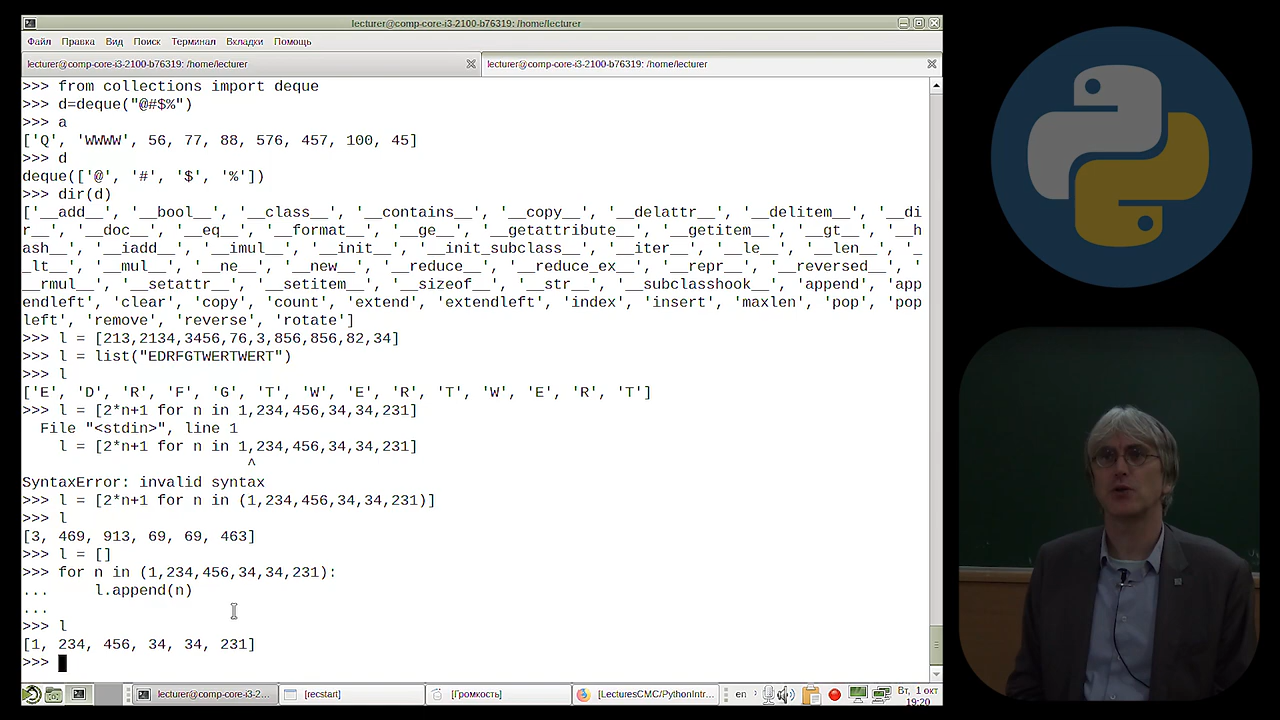 lecturer@comp-core-i3-2100-b76319: /home/lecturer
Файл Правка Вид Поиск Терминал Вкладки Помощь
lecturer@comp-core-i3-2100-b76319: /home/lecturer lecturer@comp-core-i3-2100-b76319: /home/lecturer
>>> from collections import deque
>>> d=deque("@#$%")
>>> a
['Q', 'WWWW', 56, 77, 88, 576, 457, 100, 45]
>>> d
deque(['@', '#', '$', '%'])
>>> dir(d)
['__add__', '__bool__', '__class__', '__contains__', '__copy__', '__delattr__', '__delitem__', '__di
r__', '__doc__', '__eq__', '__format__', '__ge__', '__getattribute__', '__getitem__', '__gt__', '__h
ash__', '__iadd__', '__imul__', '__init__', '__init_subclass__', '__iter__', '__le__', '__len__', '_
_lt__', '__mul__', '__ne__', '__new__', '__reduce__', '__reduce_ex__', '__repr__', '__reversed__', '
__rmul__', '__setattr__', '__setitem__', '__sizeof__', '__str__', '__subclasshook__', 'append', 'app
endleft', 'clear', 'copy', 'count', 'extend', 'extendleft', 'index', 'insert', 'maxlen', 'pop', 'pop
left', 'remove', 'reverse', 'rotate']
>>> l = [213,2134,3456,76,3,856,856,82,34]
>>> l = list("EDRFGTWERTWERT")
>>> l
['E', 'D', 'R', 'F', 'G', 'T', 'W', 'E', 'R', 'T', 'W', 'E', 'R', 'T']
>>> l = [2*n+1 for n in 1,234,456,34,34,231]
File "<stdin>", line 1
l = [2*n+1 for n in 1,234,456,34,34,231]
^
SyntaxError: invalid syntax
>>> l = [2*n+1 for n in (1,234,456,34,34,231)]
>>> l
[3, 469, 913, 69, 69, 463]
>>> l = []
>>> for n in (1,234,456,34,34,231):
... l.append(n)
...
>>> l
[1, 234, 456, 34, 34, 231]
>>>
lecturer@comp-core-i3-2... [recstart] [Громкость] [LecturesCMC/PythonIntr... en Вт, 1 окт
19:20